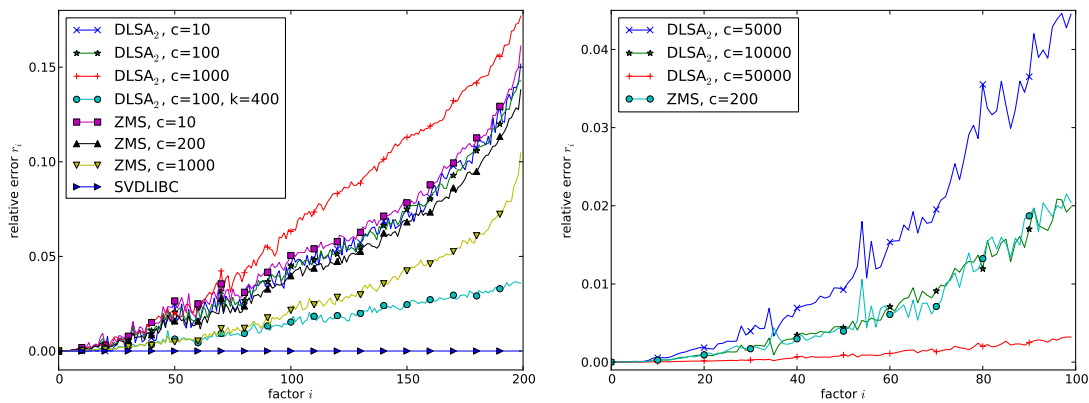 DLSA₂, c=10
DLSA₂, c=100
DLSA₂, c=1000
DLSA₂, c=100, k=400
ZMS, c=10
ZMS, c=200
ZMS, c=1000
SVDLIBC
relative error rᵢ
0.15
0.10
0.05
0.00
0 50 100 150 200
factor i
DLSA₂, c=5000
DLSA₂, c=10000
DLSA₂, c=50000
ZMS, c=200
relative error rᵢ
0.04
0.03
0.02
0.01
0.00
0 20 40 60 80 100
factor i